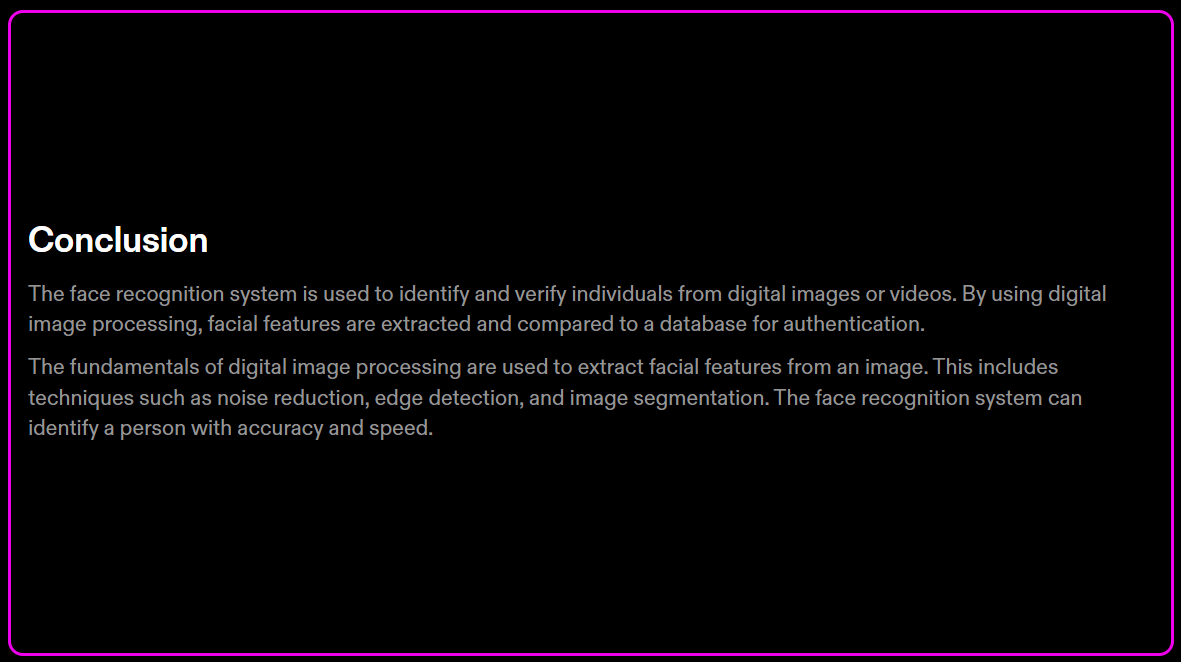 Conclusion
The face recognition system is used to identify and verify individuals from digital images or videos. By using digital
image processing, facial features are extracted and compared to a database for authentication.
The fundamentals of digital image processing are used to extract facial features from an image. This includes
techniques such as noise reduction, edge detection, and image segmentation. The face recognition system can
identify a person with accuracy and speed.